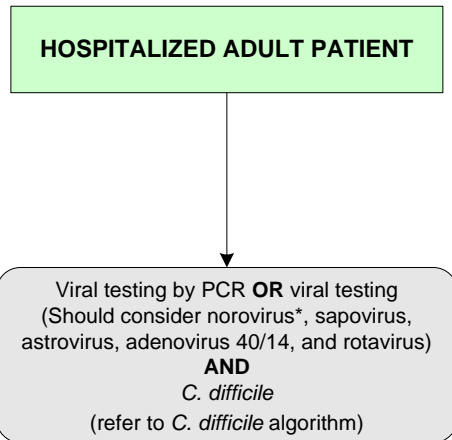 HOSPITALIZED ADULT PATIENT
Viral testing by PCR OR viral testing
(Should consider norovirus*, sapovirus,
astrovirus, adenovirus 40/14, and rotavirus)
AND
C. difficile
(refer to C. difficile algorithm)